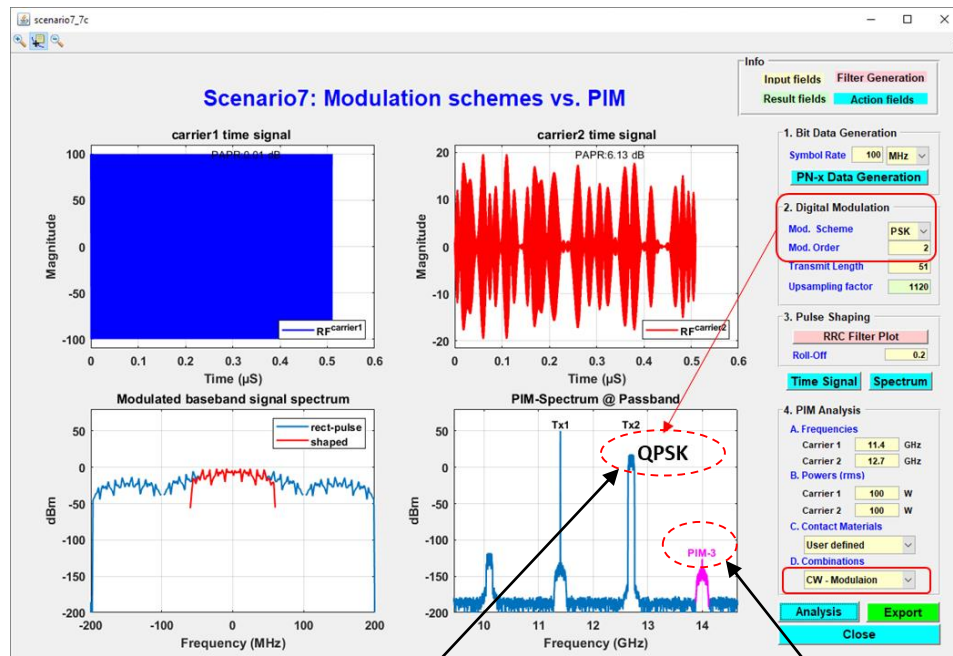 scenario7_7c
Scenario7: Modulation schemes vs. PIM
Info
Input fields
Filter Generation
Result fields
Action fields
carrier1 time signal
PAPR:0.01 dB
100
50
0
-50
-100
Magnitude
RF^carrier1
0
0.1
0.2
0.3
0.4
0.5
0.6
Time (µS)
carrier2 time signal
PAPR:6.13 dB
20
10
0
-10
-20
Magnitude
RF^carrier2
0
0.1
0.2
0.3
0.4
0.5
0.6
Time (µS)
Modulated baseband signal spectrum
rect-pulse
shaped
50
0
-50
-100
-150
-200
dBm
-200
-100
0
100
200
Frequency (MHz)
PIM-Spectrum @ Passband
Tx1
Tx2
QPSK
PIM-3
50
0
-50
-100
-150
-200
dBm
10
11
12
13
14
Frequency (GHz)
1. Bit Data Generation
Symbol Rate 100 MHz
PN-x Data Generation
2. Digital Modulation
Mod. Scheme PSK
Mod. Order 2
Transmit Length 51
Upsampling factor 1120
3. Pulse Shaping
RRC Filter Plot
Roll-Off 0.2
Time Signal
Spectrum
4. PIM Analysis
A. Frequencies
Carrier 1 11.4 GHz
Carrier 2 12.7 GHz
B. Powers (rms)
Carrier 1 100 W
Carrier 2 100 W
C. Contact Materials
User defined
D. Combinations
CW - Modulaion
Analysis
Export
Close